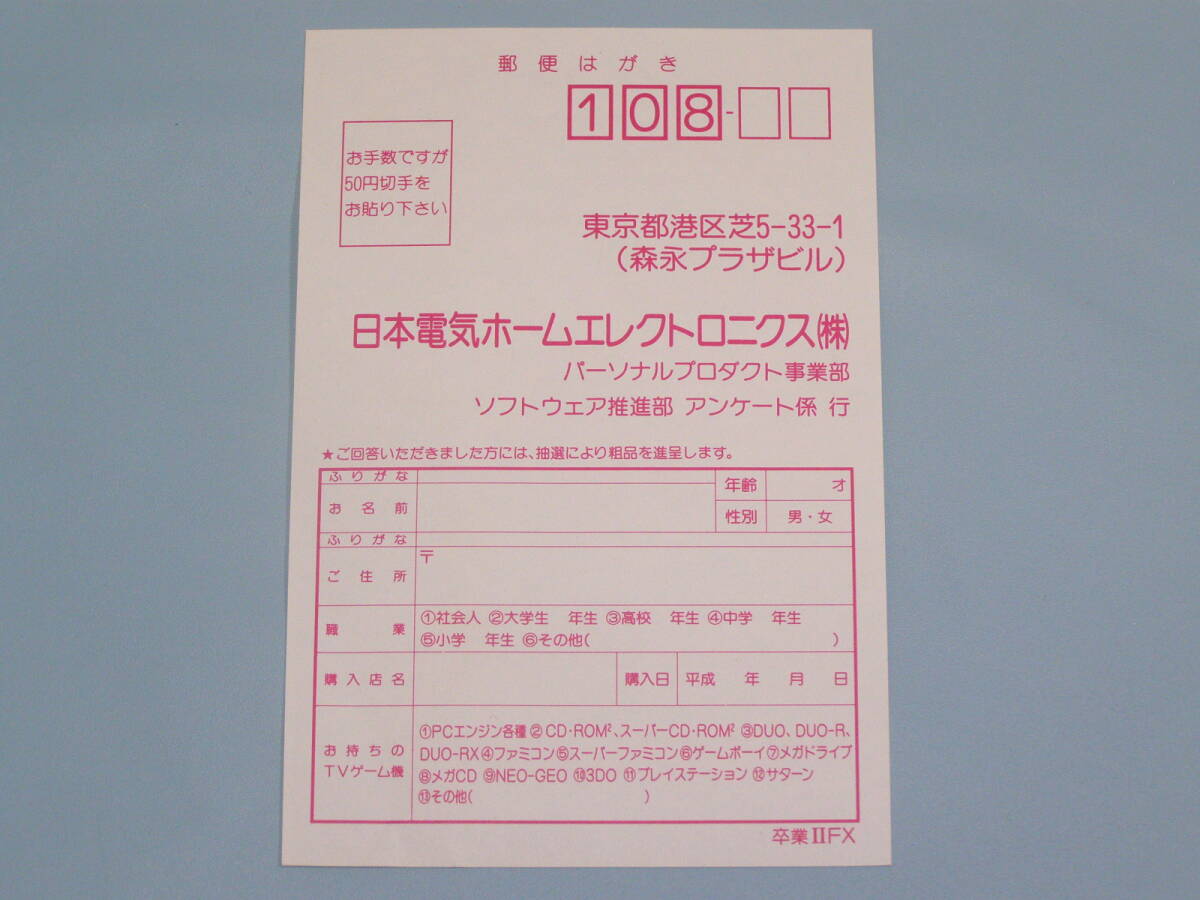 郵便はがき
108-
お手数ですが
50円切手を
お貼り下さい
東京都港区芝5-33-1
(森永プラザビル)
日本電気ホームエレクトロニクス㈱
パーソナルプロダクト事業部
ソフトウェア推進部 アンケート係 行
★ご回答いただきました方には、抽選により粗品を進呈します。
ふりがな
お名前
年齢 才
性別 男・女
ふりがな
ご住所 〒
職業 ①社会人 ②大学生 年生 ③高校 年生 ④中学 年生
⑤小学 年生 ⑥その他( )
購入店名 購入日 平成 年 月 日
お持ちの
TVゲーム機
①PCエンジン各種 ②CD・ROM²、スーパーCD・ROM² ③DUO、DUO-R、
DUO-RX ④ファミコン ⑤スーパーファミコン ⑥ゲームボーイ ⑦メガドライブ
⑧メガCD ⑨NEO-GEO ⑩3DO ⑪プレイステーション ⑫サターン
⑬その他( )
卒業ⅡFX